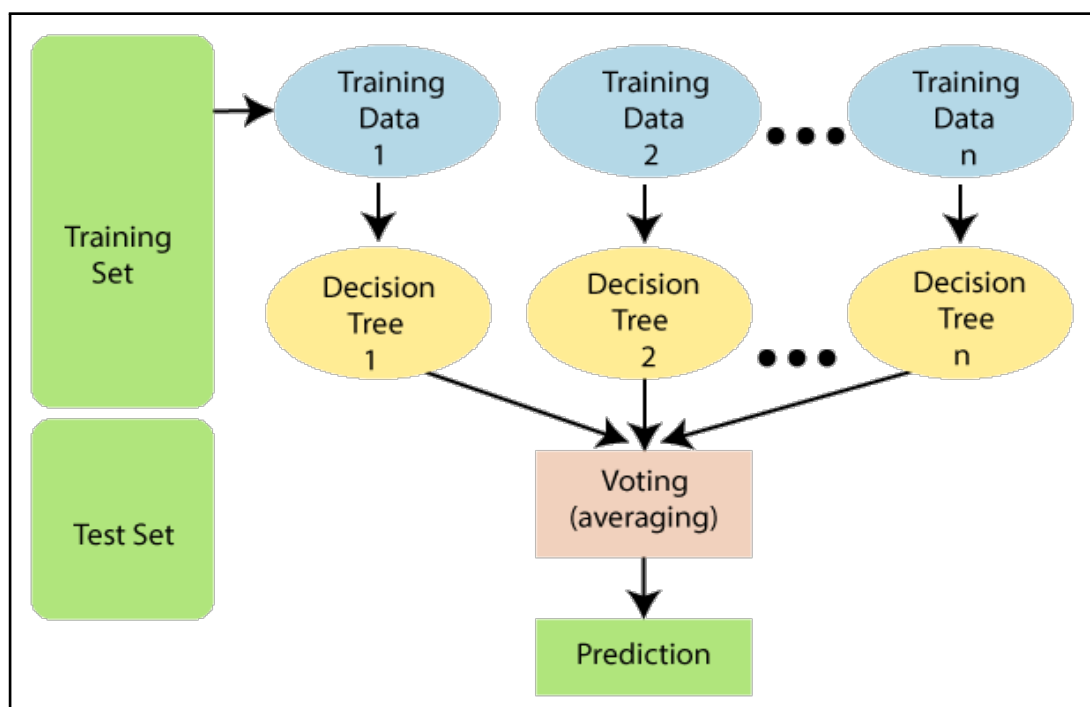 Training
Set
Test Set
Training
Data
1
Training
Data
2
Training
Data
n
Decision
Tree
1
Decision
Tree
2
Decision
Tree
n
Voting
(averaging)
Prediction